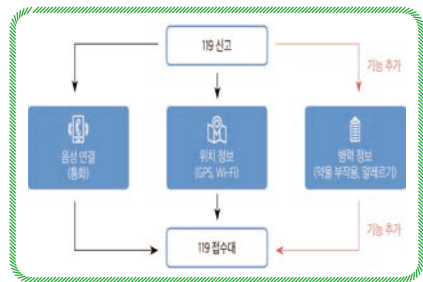 119 신고
기능 추가
음성 연결
(통화)
위치 정보
(GPS, Wi-Fi)
병력 정보
(약물 부작용, 알레르기)
기능 추가
119 접수대